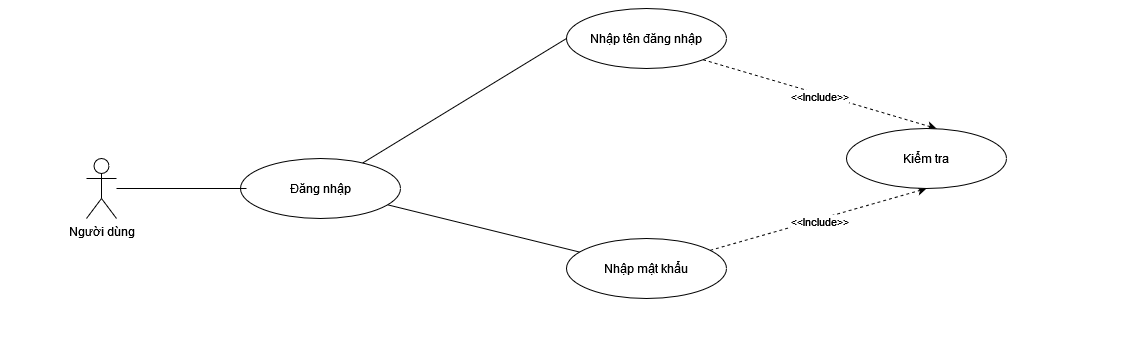 Nhập tên đăng nhập
<<Include>>
Kiểm tra
Đăng nhập
Người dùng
<<Include>>
Nhập mật khẩu